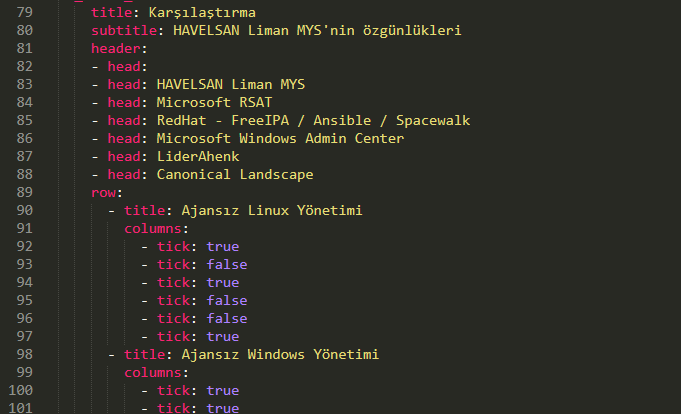 79 title: Karşılaştırma
80 subtitle: HAVELSAN Liman MYS'nin özgünlükleri
81 header:
82 - head:
83 - head: HAVELSAN Liman MYS
84 - head: Microsoft RSAT
85 - head: RedHat - FreeIPA / Ansible / Spacewalk
86 - head: Microsoft Windows Admin Center
87 - head: LiderAhenk
88 - head: Canonical Landscape
89 row:
90 - title: Ajansız Linux Yönetimi
91 columns:
92 - tick: true
93 - tick: false
94 - tick: true
95 - tick: false
96 - tick: false
97 - tick: true
98 - title: Ajansız Windows Yönetimi
99 columns:
100 - tick: true
101 - tick: true